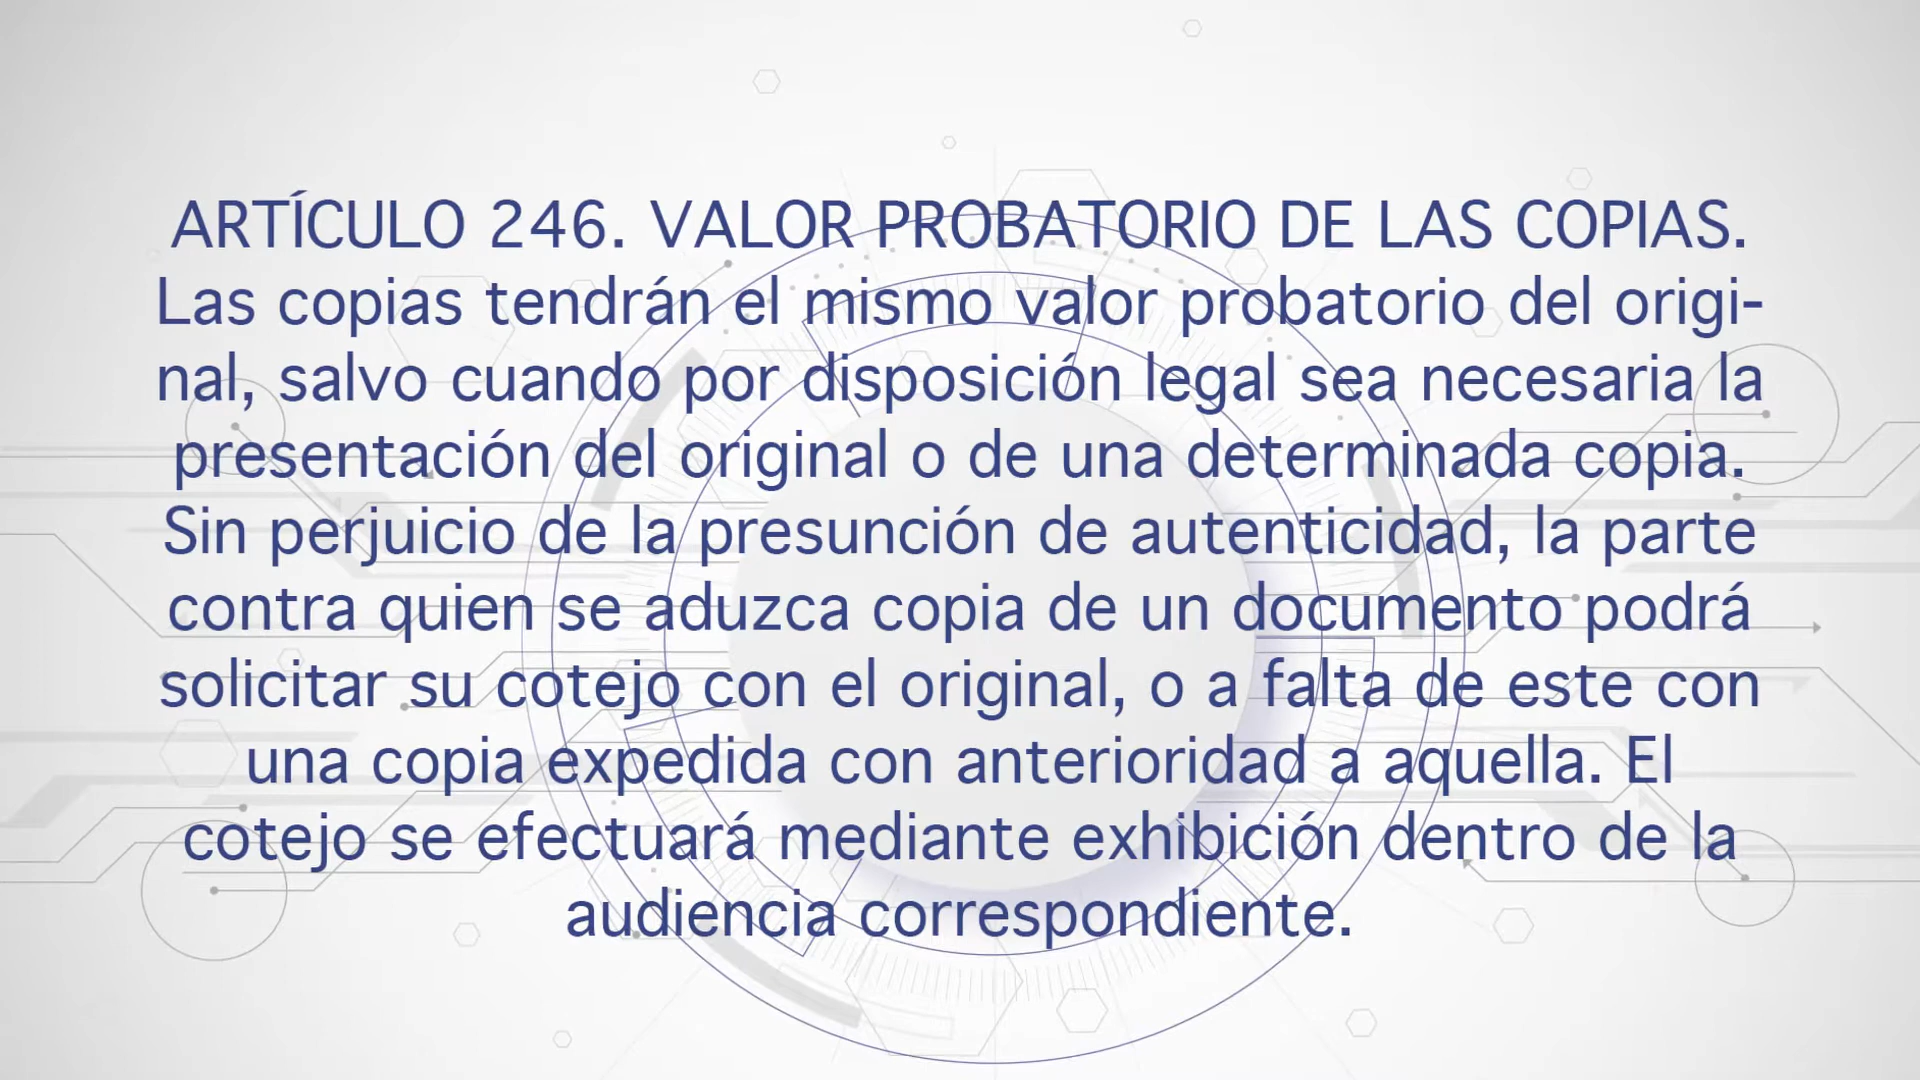 ARTÍCULO 246. VALOR PROBATORIO DE LAS COPIAS.
Las copias tendrán el mismo valor probatorio del origi-
nal, salvo cuando por disposición legal sea necesaria la
presentación del original o de una determinada copia.
Sin perjuicio de la presunción de autenticidad, la parte
contra quien se aduzca copia de un documento podrá
solicitar su cotejo con el original, o a falta de este con
una copia expedida con anterioridad a aquella. El
cotejo se efectuará mediante exhibición dentro de la
audiencia correspondiente.